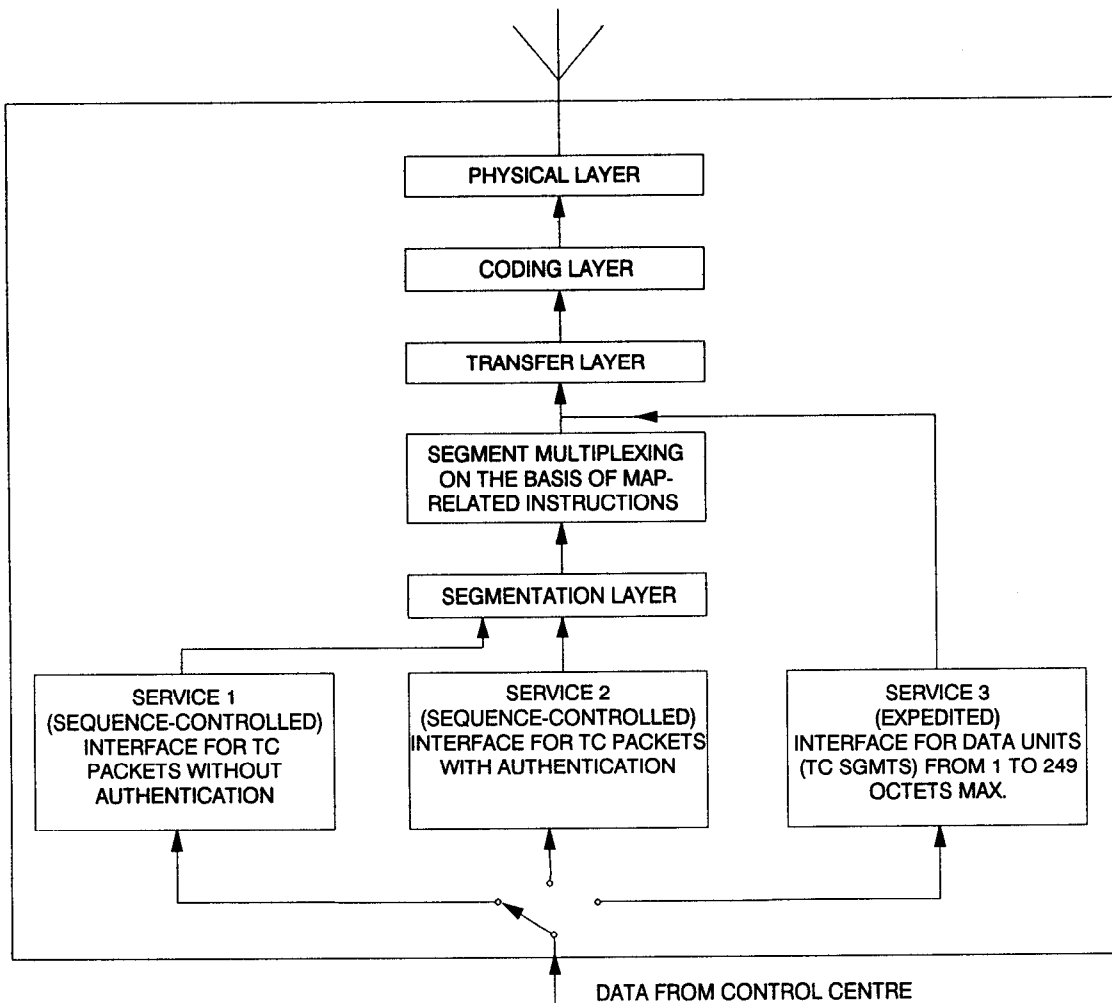 PHYSICAL LAYER
CODING LAYER
TRANSFER LAYER
SEGMENT MULTIPLEXING
ON THE BASIS OF MAP-
RELATED INSTRUCTIONS
SEGMENTATION LAYER
SERVICE 1
(SEQUENCE-CONTROLLED)
INTERFACE FOR TC
PACKETS WITHOUT
AUTHENTICATION
SERVICE 2
(SEQUENCE-CONTROLLED)
INTERFACE FOR TC PACKETS
WITH AUTHENTICATION
SERVICE 3
(EXPEDITED)
INTERFACE FOR DATA UNITS
(TC SGMTS) FROM 1 TO 249
OCTETS MAX.
DATA FROM CONTROL CENTRE